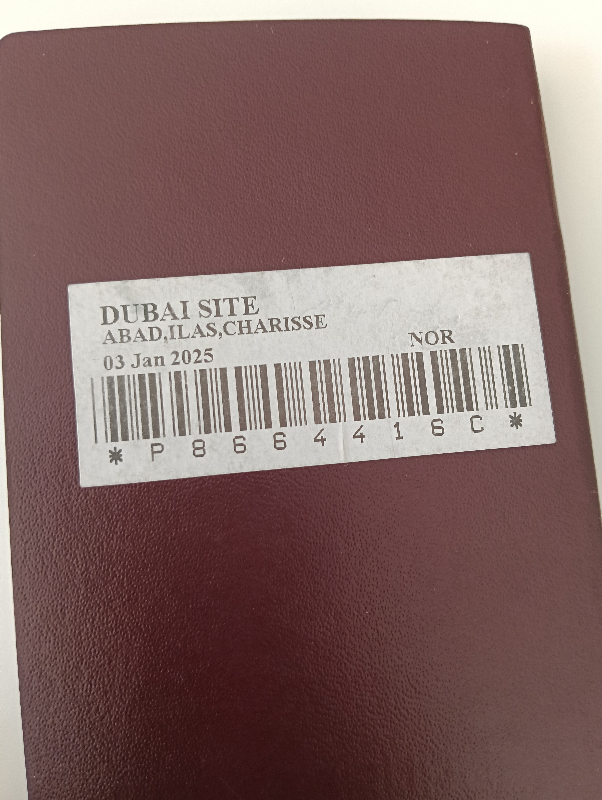 DUBAI SITE
ABAD,ILAS,CHARISSE
03 Jan 2025 NOR
*P8664416C*